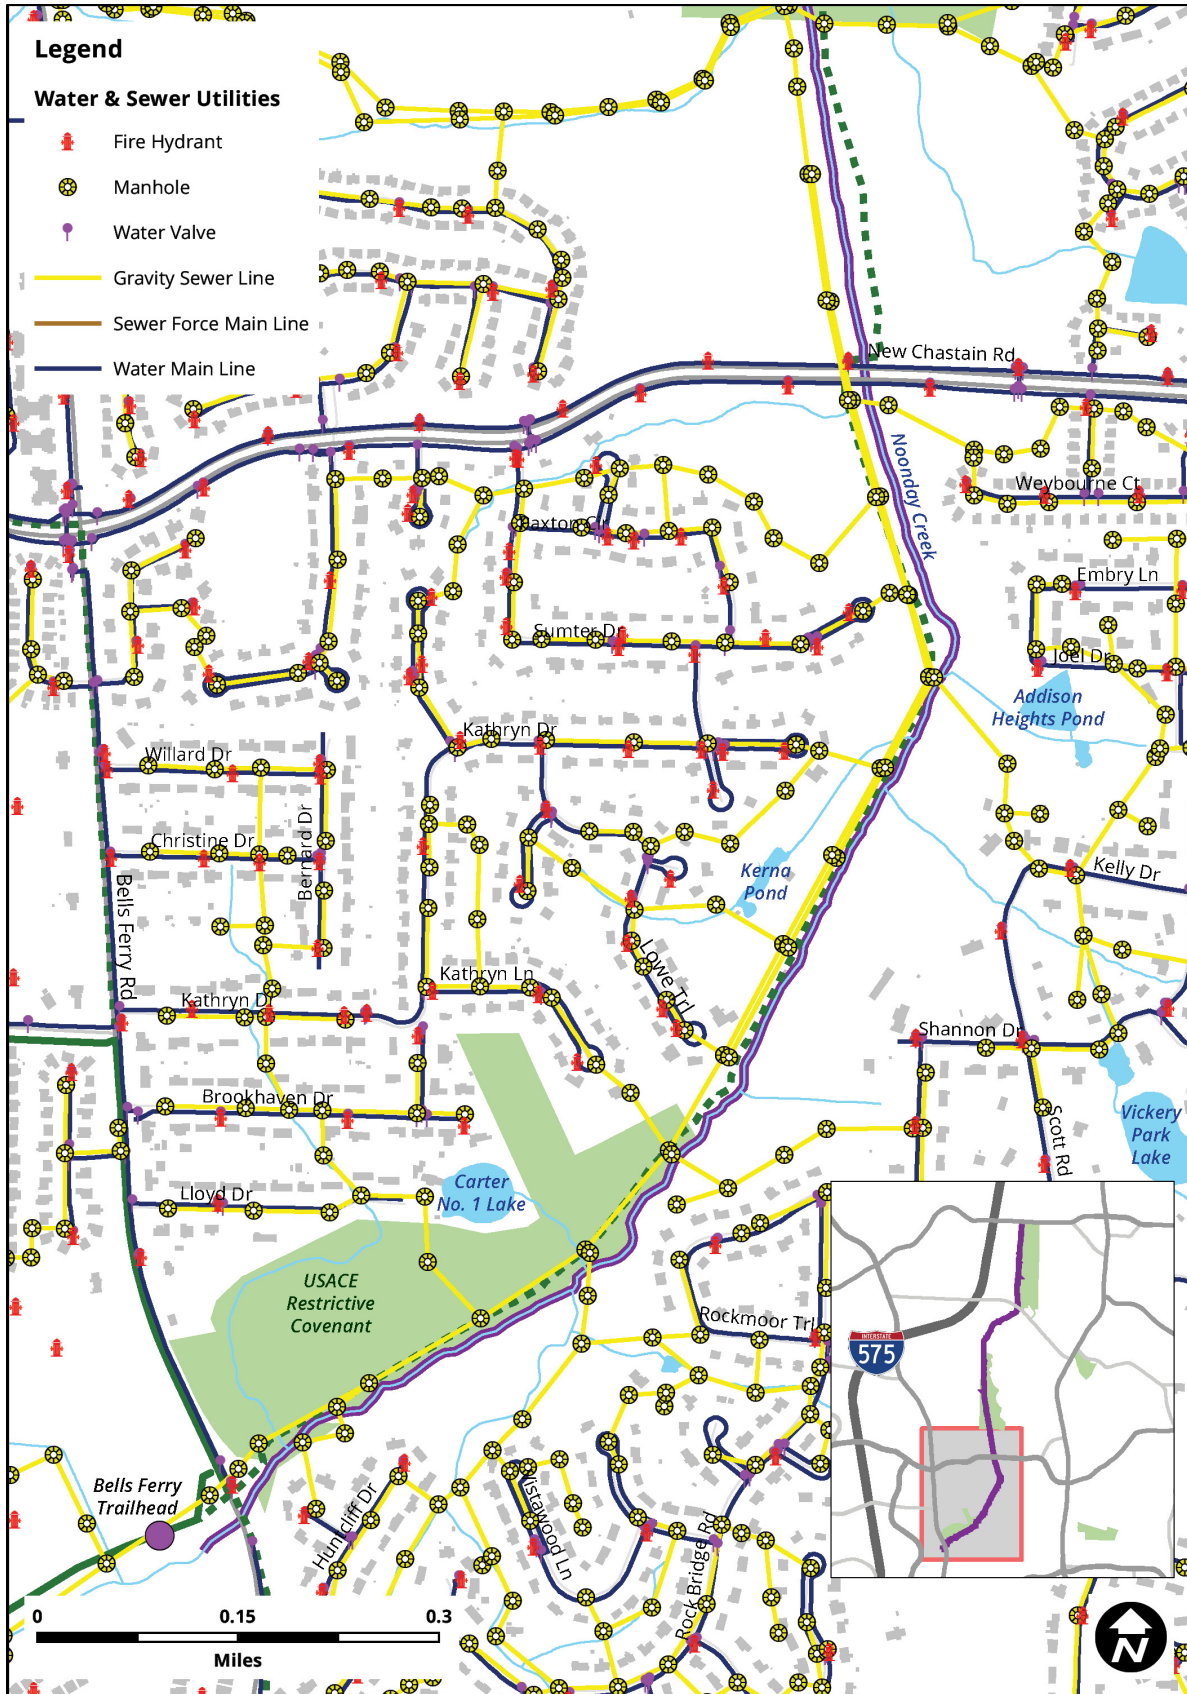 Legend
Water & Sewer Utilities
Fire Hydrant
Manhole
Water Valve
Gravity Sewer Line
Sewer Force Main Line
Water Main Line
New Chastain Rd
Noonday Creek
Weybourne Ct
Paxton Cir
Embry Ln
Sumter Dr
Joel Dr
Addison
Heights Pond
Kathryn Dr
Willard Dr
Christine Dr
Bernard Dr
Kerna
Pond
Kelly Dr
Bells Ferry Rd
Lowe Trl
Kathryn Ln
Kathryn Dr
Shannon Dr
Brookhaven Dr
Scott Rd
Vickery
Park
Lake
Carter
No. 1 Lake
Lloyd Dr
USACE
Restrictive
Covenant
Rockmoor Trl
INTERSTATE
575
Bells Ferry
Trailhead
Huntcliff Dr
Vistawood Ln
Rock Bridge Rd
0 0.15 0.3
Miles
N